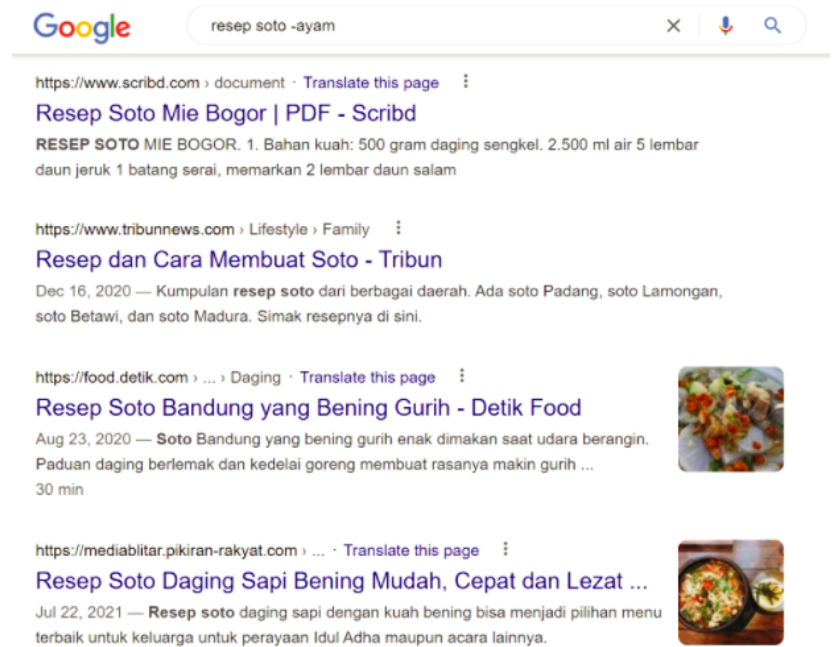 Google
resep soto -ayam
https://www.scribd.com › document · Translate this page
Resep Soto Mie Bogor | PDF - Scribd
RESEP SOTO MIE BOGOR. 1. Bahan kuah: 500 gram daging sengkel. 2.500 ml air 5 lembar
daun jeruk 1 batang serai, memarkan 2 lembar daun salam
https://www.tribunnews.com › Lifestyle › Family
Resep dan Cara Membuat Soto - Tribun
Dec 16, 2020 — Kumpulan resep soto dari berbagai daerah. Ada soto Padang, soto Lamongan,
soto Betawi, dan soto Madura. Simak resepnya di sini.
https://food.detik.com › ... › Daging · Translate this page
Resep Soto Bandung yang Bening Gurih - Detik Food
Aug 23, 2020 — Soto Bandung yang bening gurih enak dimakan saat udara berangin.
Paduan daging berlemak dan kedelai goreng membuat rasanya makin gurih ...
30 min
https://mediablitar.pikiran-rakyat.com › ... · Translate this page
Resep Soto Daging Sapi Bening Mudah, Cepat dan Lezat ...
Jul 22, 2021 — Resep soto daging sapi dengan kuah bening bisa menjadi pilihan menu
terbaik untuk keluarga untuk perayaan Idul Adha maupun acara lainnya.